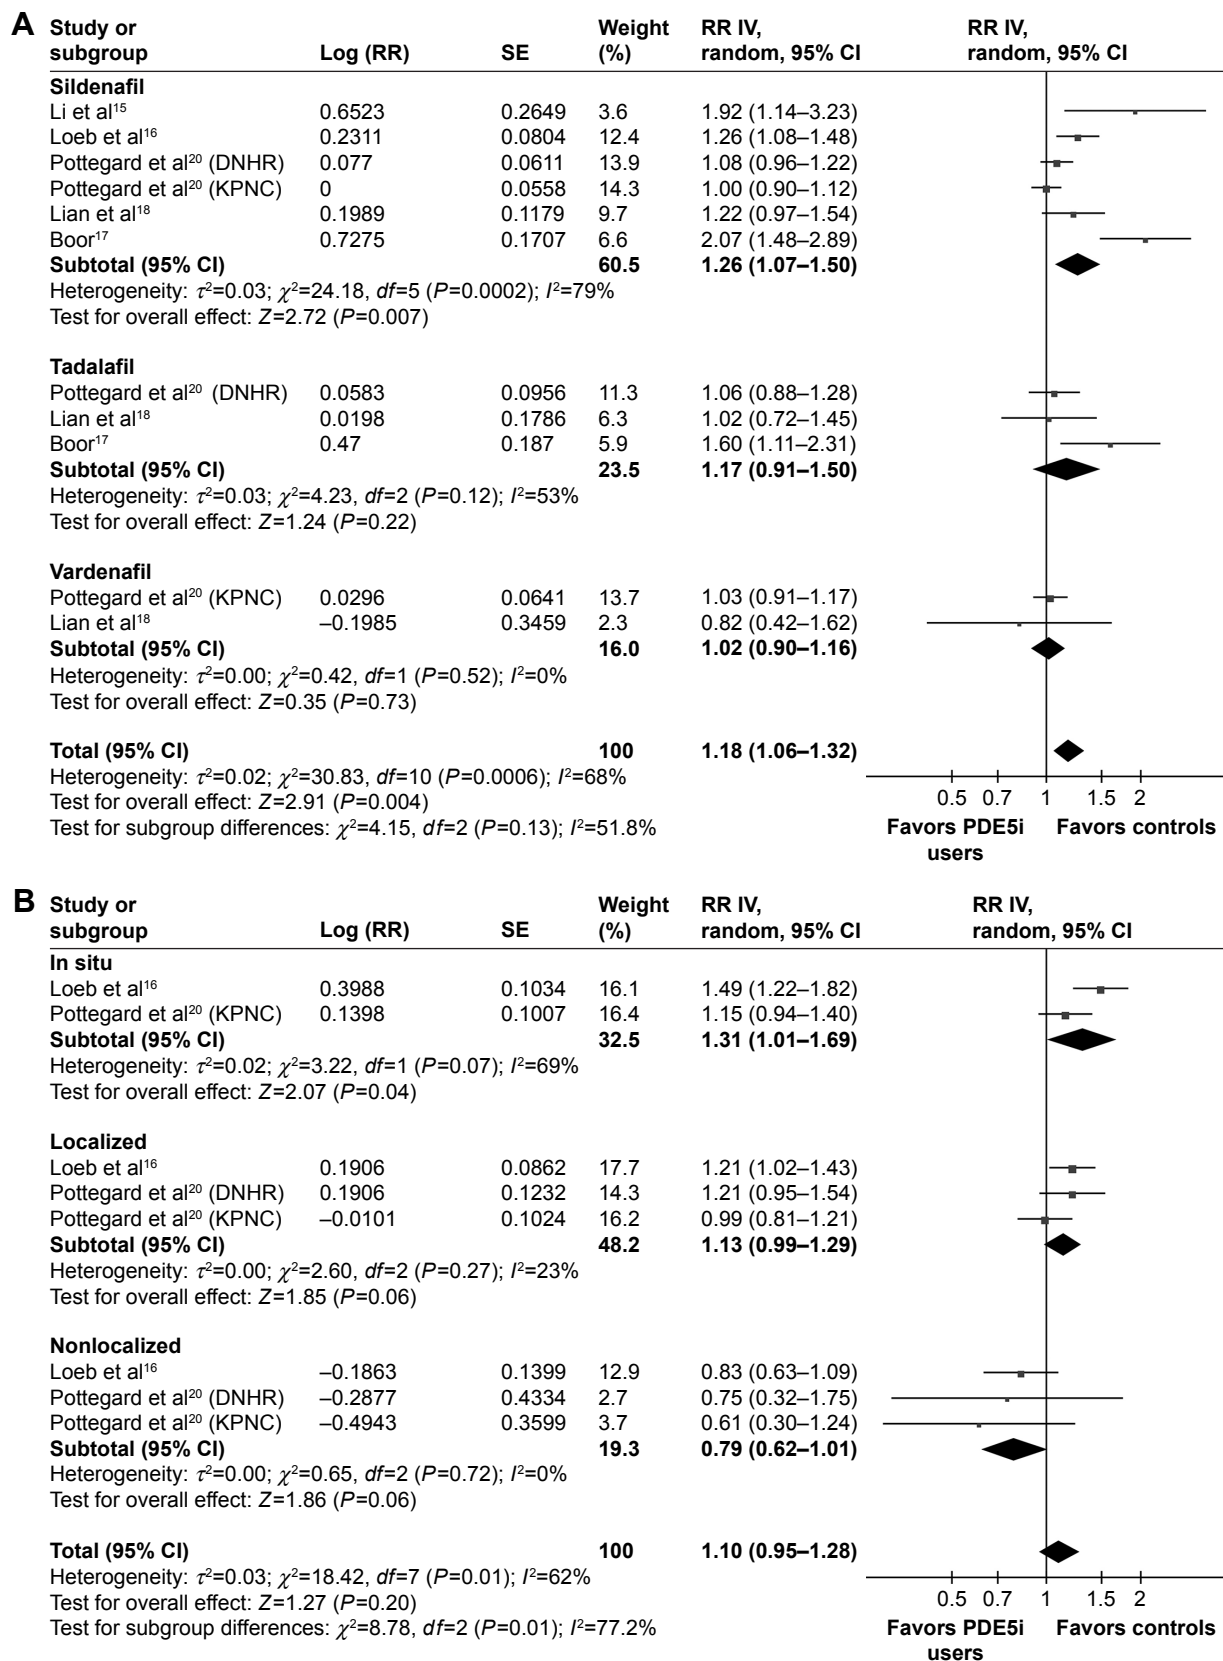 A Study or subgroup Log (RR) SE Weight (%) RR IV, random, 95% CI RR IV, random, 95% CI
Sildenafil
Li et al15 0.6523 0.2649 3.6 1.92 (1.14–3.23)
Loeb et al16 0.2311 0.0804 12.4 1.26 (1.08–1.48)
Pottegard et al20 (DNHR) 0.077 0.0611 13.9 1.08 (0.96–1.22)
Pottegard et al20 (KPNC) 0 0.0558 14.3 1.00 (0.90–1.12)
Lian et al18 0.1989 0.1179 9.7 1.22 (0.97–1.54)
Boor17 0.7275 0.1707 6.6 2.07 (1.48–2.89)
Subtotal (95% CI) 60.5 1.26 (1.07–1.50)
Heterogeneity: τ2=0.03; χ2=24.18, df=5 (P=0.0002); I2=79%
Test for overall effect: Z=2.72 (P=0.007)
Tadalafil
Pottegard et al20 (DNHR) 0.0583 0.0956 11.3 1.06 (0.88–1.28)
Lian et al18 0.0198 0.1786 6.3 1.02 (0.72–1.45)
Boor17 0.47 0.187 5.9 1.60 (1.11–2.31)
Subtotal (95% CI) 23.5 1.17 (0.91–1.50)
Heterogeneity: τ2=0.03; χ2=4.23, df=2 (P=0.12); I2=53%
Test for overall effect: Z=1.24 (P=0.22)
Vardenafil
Pottegard et al20 (KPNC) 0.0296 0.0641 13.7 1.03 (0.91–1.17)
Lian et al18 –0.1985 0.3459 2.3 0.82 (0.42–1.62)
Subtotal (95% CI) 16.0 1.02 (0.90–1.16)
Heterogeneity: τ2=0.00; χ2=0.42, df=1 (P=0.52); I2=0%
Test for overall effect: Z=0.35 (P=0.73)
Total (95% CI) 100 1.18 (1.06–1.32)
Heterogeneity: τ2=0.02; χ2=30.83, df=10 (P=0.0006); I2=68%
Test for overall effect: Z=2.91 (P=0.004)
Test for subgroup differences: χ2=4.15, df=2 (P=0.13); I2=51.8%
0.5 0.7 1 1.5 2
Favors PDE5i users Favors controls
B Study or subgroup Log (RR) SE Weight (%) RR IV, random, 95% CI RR IV, random, 95% CI
In situ
Loeb et al16 0.3988 0.1034 16.1 1.49 (1.22–1.82)
Pottegard et al20 (KPNC) 0.1398 0.1007 16.4 1.15 (0.94–1.40)
Subtotal (95% CI) 32.5 1.31 (1.01–1.69)
Heterogeneity: τ2=0.02; χ2=3.22, df=1 (P=0.07); I2=69%
Test for overall effect: Z=2.07 (P=0.04)
Localized
Loeb et al16 0.1906 0.0862 17.7 1.21 (1.02–1.43)
Pottegard et al20 (DNHR) 0.1906 0.1232 14.3 1.21 (0.95–1.54)
Pottegard et al20 (KPNC) –0.0101 0.1024 16.2 0.99 (0.81–1.21)
Subtotal (95% CI) 48.2 1.13 (0.99–1.29)
Heterogeneity: τ2=0.00; χ2=2.60, df=2 (P=0.27); I2=23%
Test for overall effect: Z=1.85 (P=0.06)
Nonlocalized
Loeb et al16 –0.1863 0.1399 12.9 0.83 (0.63–1.09)
Pottegard et al20 (DNHR) –0.2877 0.4334 2.7 0.75 (0.32–1.75)
Pottegard et al20 (KPNC) –0.4943 0.3599 3.7 0.61 (0.30–1.24)
Subtotal (95% CI) 19.3 0.79 (0.62–1.01)
Heterogeneity: τ2=0.00; χ2=0.65, df=2 (P=0.72); I2=0%
Test for overall effect: Z=1.86 (P=0.06)
Total (95% CI) 100 1.10 (0.95–1.28)
Heterogeneity: τ2=0.03; χ2=18.42, df=7 (P=0.01); I2=62%
Test for overall effect: Z=1.27 (P=0.20)
Test for subgroup differences: χ2=8.78, df=2 (P=0.01); I2=77.2%
0.5 0.7 1 1.5 2
Favors PDE5i users Favors controls